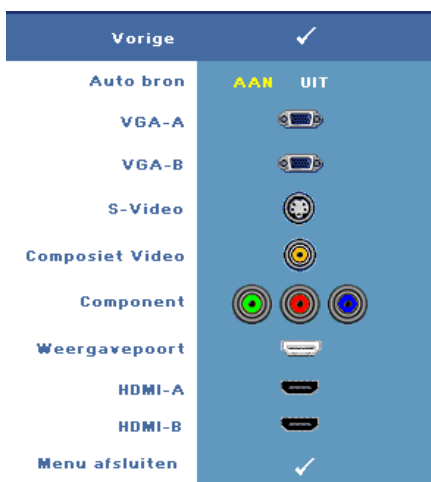 Vorige
Auto bron AAN UIT
VGA-A
VGA-B
S-Video
Composiet Video
Component
Weergavepoort
HDMI-A
HDMI-B
Menu afsluiten